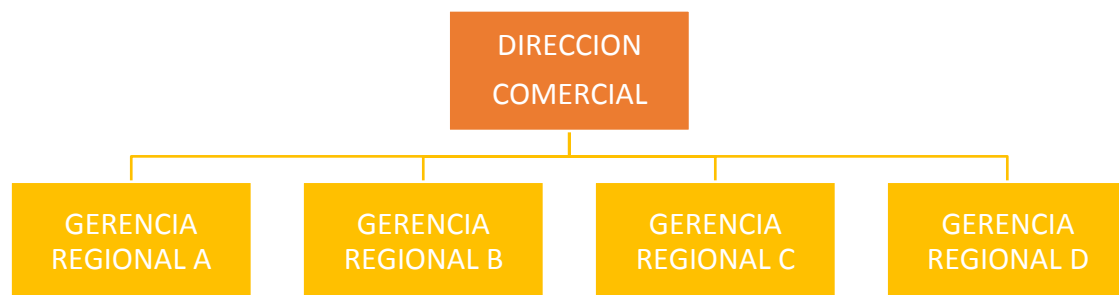 DIRECCION
COMERCIAL
GERENCIA
REGIONAL A
GERENCIA
REGIONAL B
GERENCIA
REGIONAL C
GERENCIA
REGIONAL D